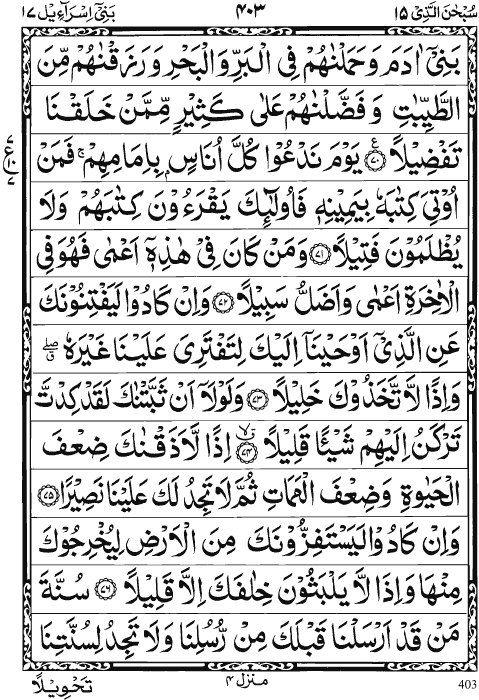 سُبْحٰنَ الَّذِیْۤ ۱۵ ۴۰۳ بَنِیْۤ اِسْرَآءِیْل ۱۷
بَنِیْۤ اٰدَمَ وَحَمَلْنٰهُمْ فِی الْبَرِّ وَالْبَحْرِ وَرَزَقْنٰهُمْ مِّنَ
الطَّیِّبٰتِ وَفَضَّلْنٰهُمْ عَلٰی كَثِیْرٍ مِّمَّنْ خَلَقْنَا
تَفْضِیْلًا ﴿۷۰﴾ یَوْمَ نَدْعُوْا كُلَّ اُنَاسٍۭ بِاِمَامِهِمْ ۚ فَمَنْ
اُوْتِیَ كِتٰبَهٗ بِیَمِیْنِهٖ فَاُولٰٓىِٕكَ یَقْرَءُوْنَ كِتٰبَهُمْ وَلَا
یُظْلَمُوْنَ فَتِیْلًا ﴿۷۱﴾ وَمَنْ كَانَ فِیْ هٰذِهٖۤ اَعْمٰی فَهُوَ فِی
الْاٰخِرَةِ اَعْمٰی وَاَضَلُّ سَبِیْلًا ﴿۷۲﴾ وَاِنْ كَادُوْا لَیَفْتِنُوْنَكَ
عَنِ الَّذِیْۤ اَوْحَیْنَاۤ اِلَیْكَ لِتَفْتَرِیَ عَلَیْنَا غَیْرَهٗ ۖۗ
وَاِذًا لَّاتَّخَذُوْكَ خَلِیْلًا ﴿۷۳﴾ وَلَوْلَاۤ اَنْ ثَبَّتْنٰكَ لَقَدْ كِدْتَّ
تَرْكَنُ اِلَیْهِمْ شَیْـًٔا قَلِیْلًا ﴿۷۴﴾ۙ اِذًا لَّاَذَقْنٰكَ ضِعْفَ
الْحَیٰوةِ وَضِعْفَ الْمَمَاتِ ثُمَّ لَا تَجِدُ لَكَ عَلَیْنَا نَصِیْرًا ﴿۷۵﴾
وَاِنْ كَادُوْا لَیَسْتَفِزُّوْنَكَ مِنَ الْاَرْضِ لِیُخْرِجُوْكَ
مِنْهَا وَاِذًا لَّا یَلْبَثُوْنَ خِلٰفَكَ اِلَّا قَلِیْلًا ﴿۷۶﴾ سُنَّةَ
مَنْ قَدْ اَرْسَلْنَا قَبْلَكَ مِنْ رُّسُلِنَا وَلَا تَجِدُ لِسُنَّتِنَا
403 منزل ۴ تَحْوِیْلًا